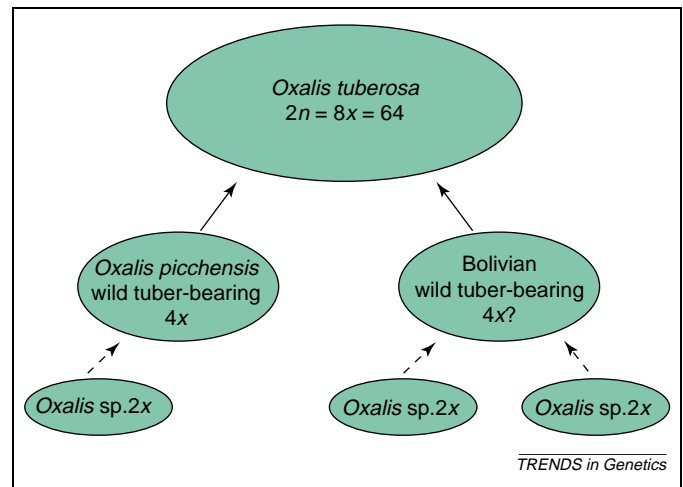 Oxalis tuberosa
2n = 8x = 64
Oxalis picchensis
wild tuber-bearing
4x
Bolivian
wild tuber-bearing
4x?
Oxalis sp.2x
Oxalis sp.2x
Oxalis sp.2x
TRENDS in Genetics